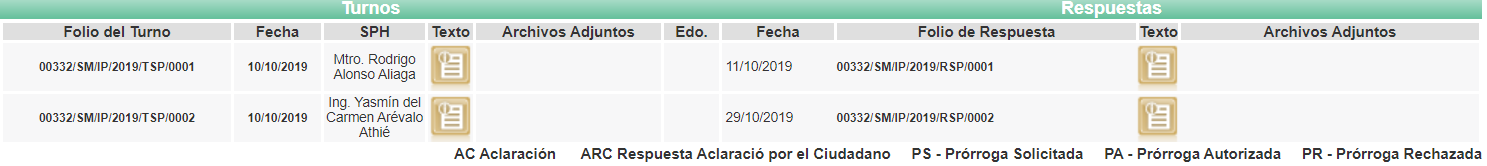 Turnos Respuestas
Folio del Turno Fecha SPH Texto Archivos Adjuntos Edo. Fecha Folio de Respuesta Texto Archivos Adjuntos
00332/SM/IP/2019/TSP/0001 10/10/2019 Mtro. Rodrigo Alonso Aliaga 11/10/2019 00332/SM/IP/2019/RSP/0001
00332/SM/IP/2019/TSP/0002 10/10/2019 Ing. Yasmín del Carmen Arévalo Athié 29/10/2019 00332/SM/IP/2019/RSP/0002
AC Aclaración ARC Respuesta Aclaració por el Ciudadano PS - Prórroga Solicitada PA - Prórroga Autorizada PR - Prórroga Rechazada